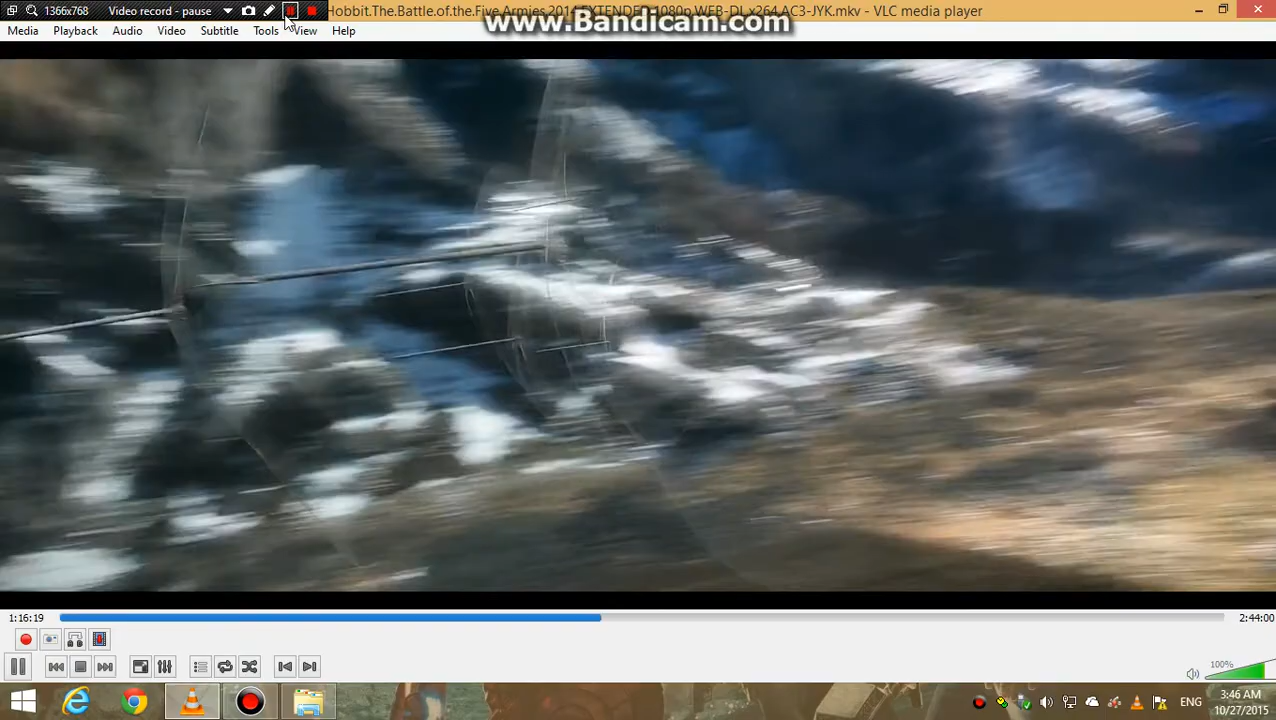 1366x768 Video record - pause
Hobbit.The.Battle.of.the.Five.Armies.2014.EXTENDED.1080p.WEB-DL.x264.AC3-JYK.mkv - VLC media player
www.Bandicam.com
Media Playback Audio Video Subtitle Tools View Help
1:16:19
2:44:00
100%
ENG
3:46 AM
10/27/2015